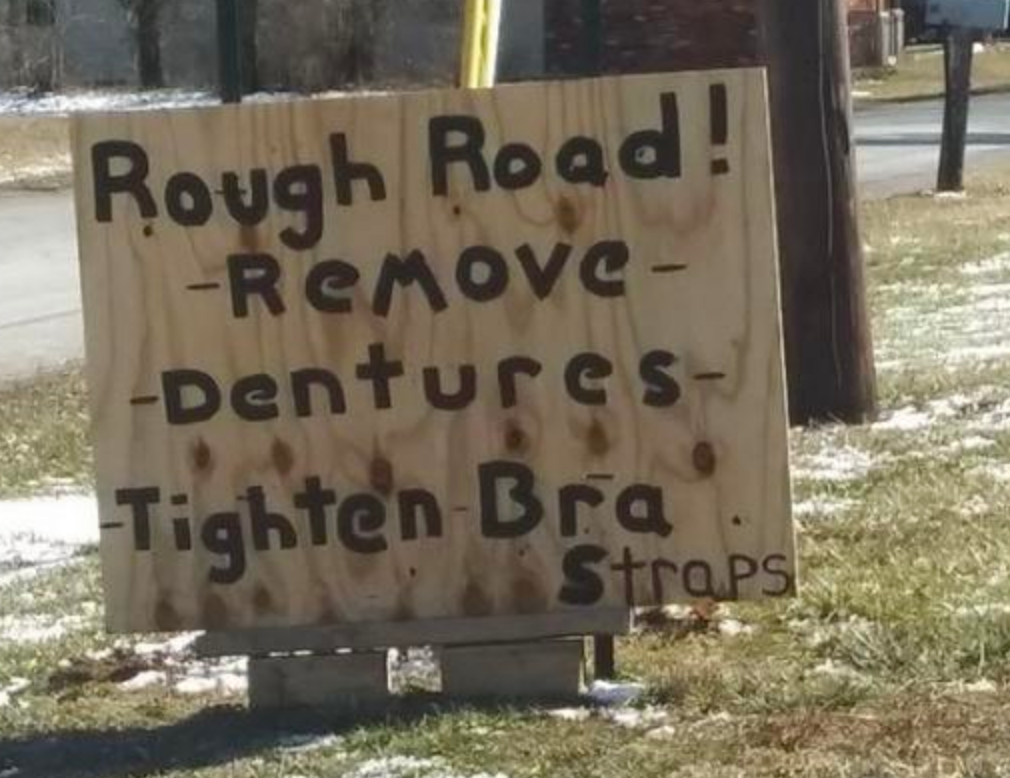 Rough Road!
-Remove-
-Dentures-
-Tighten Bra
Straps